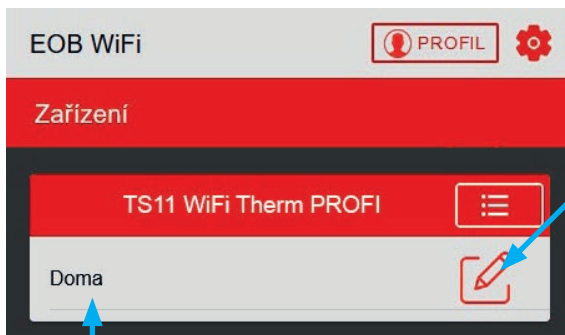 EOB WiFi
PROFIL
Zařízení
TS11 WiFi Therm PROFI
Doma